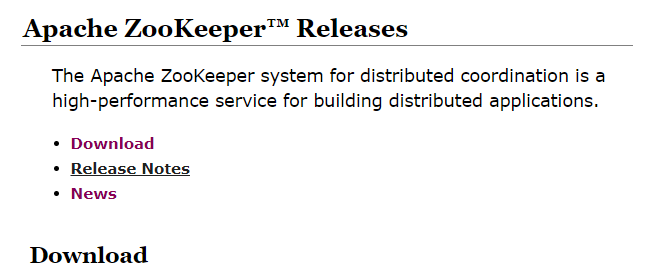 Apache ZooKeeper™ Releases
The Apache ZooKeeper system for distributed coordination is a
high-performance service for building distributed applications.
• Download
• Release Notes
• News
Download